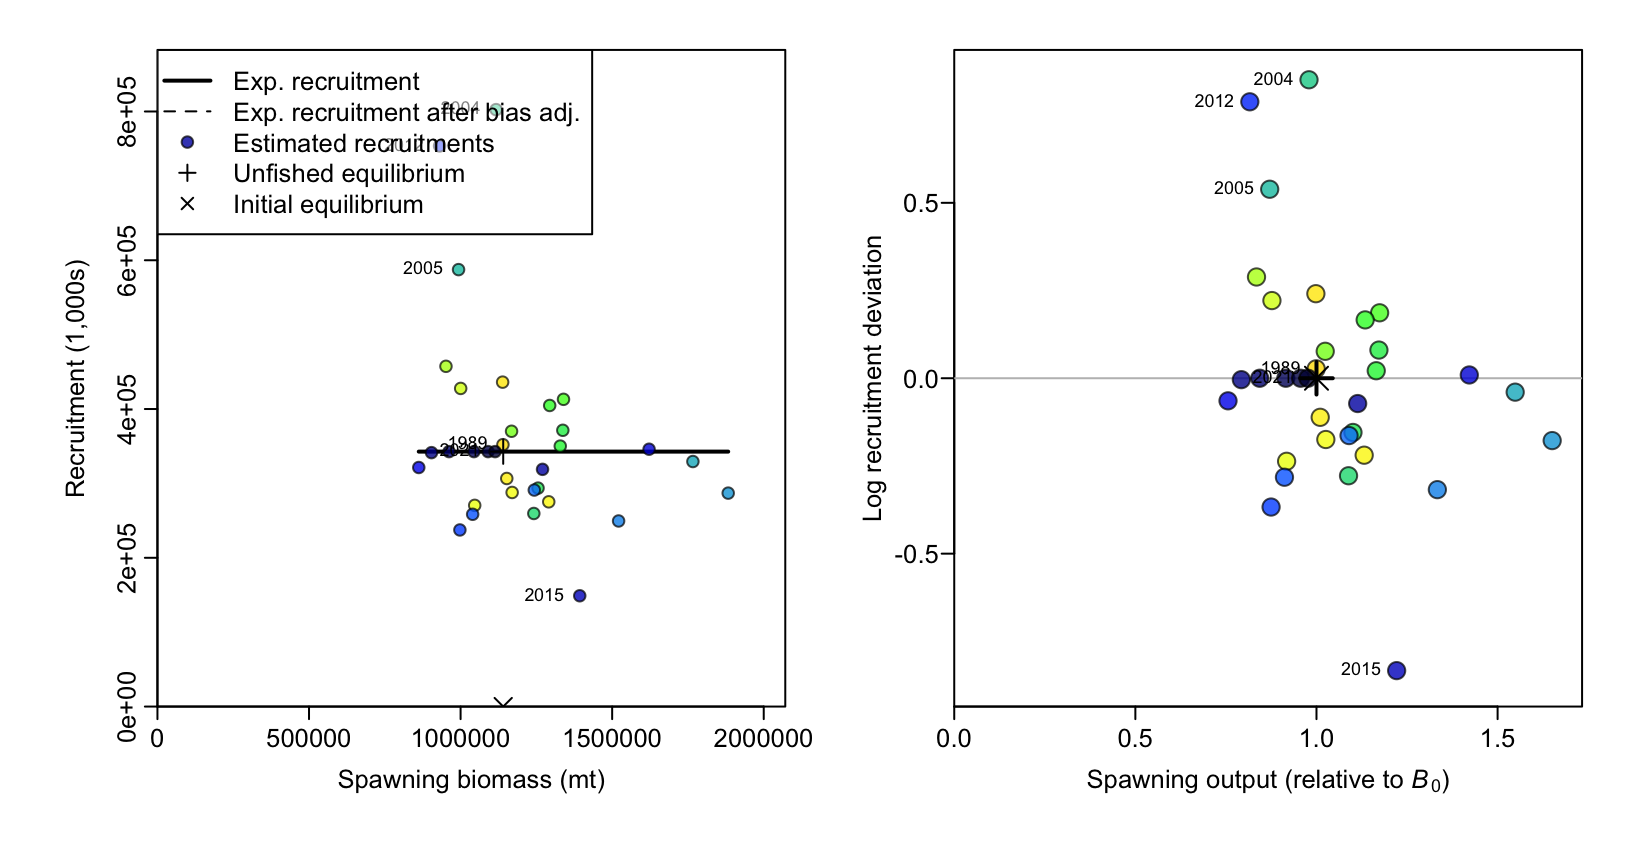 Exp. recruitment
Exp. recruitment after bias adj.
Estimated recruitments
Unfished equilibrium
Initial equilibrium
2004
2012
2005
1989
2015
Recruitment (1,000s)
0e+00 2e+05 4e+05 6e+05 8e+05
0 500000 1000000 1500000 2000000
Spawning biomass (mt)
2004
2012
2005
1989
2021
2015
Log recruitment deviation
0.5
0.0
-0.5
0.0 0.5 1.0 1.5
Spawning output (relative to B0)